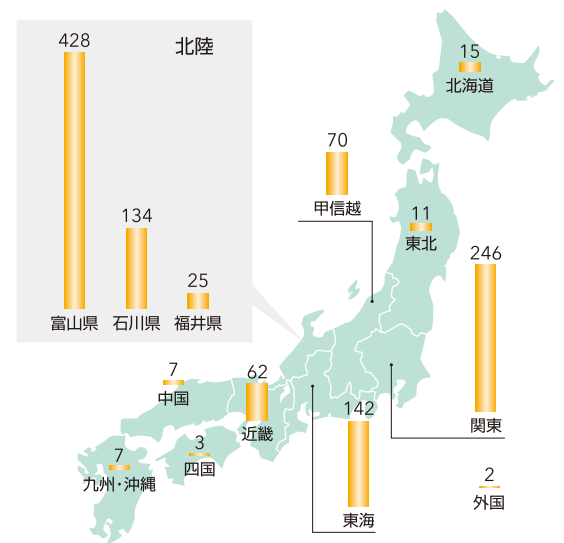 北陸
428
富山県
134
石川県
25
福井県
15
北海道
70
甲信越
11
東北
246
関東
7
中国
62
近畿
142
東海
3
四国
7
九州・沖縄
2
外国